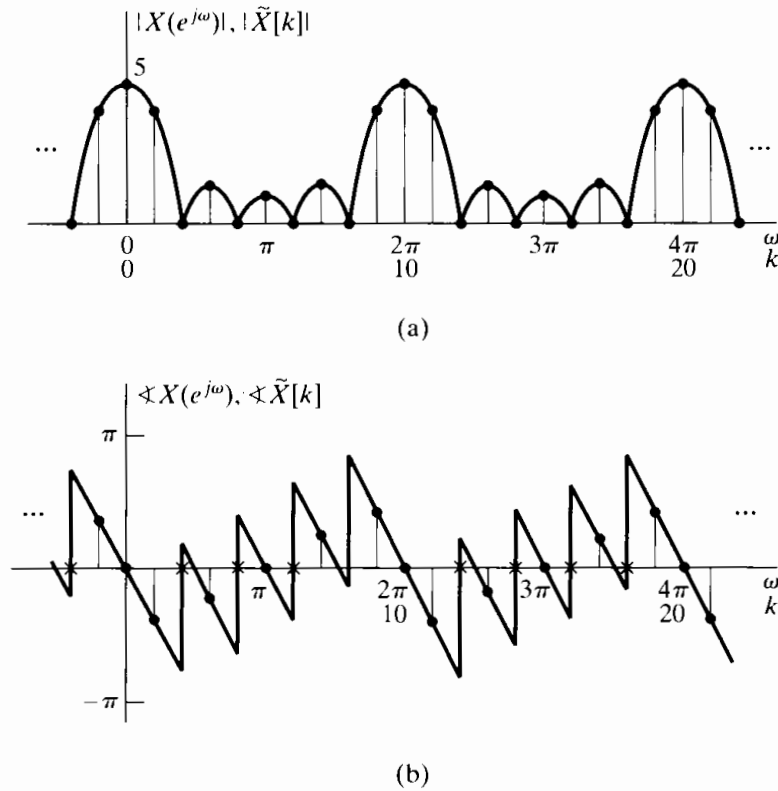 |X(e^{jω})|, |X̃[k]|
5
... ...
0 π 2π 3π 4π ω
0 10 20 k
(a)
∢X(e^{jω}), ∢X̃[k]
π
... ...
π 2π 3π 4π ω
10 20 k
−π
(b)